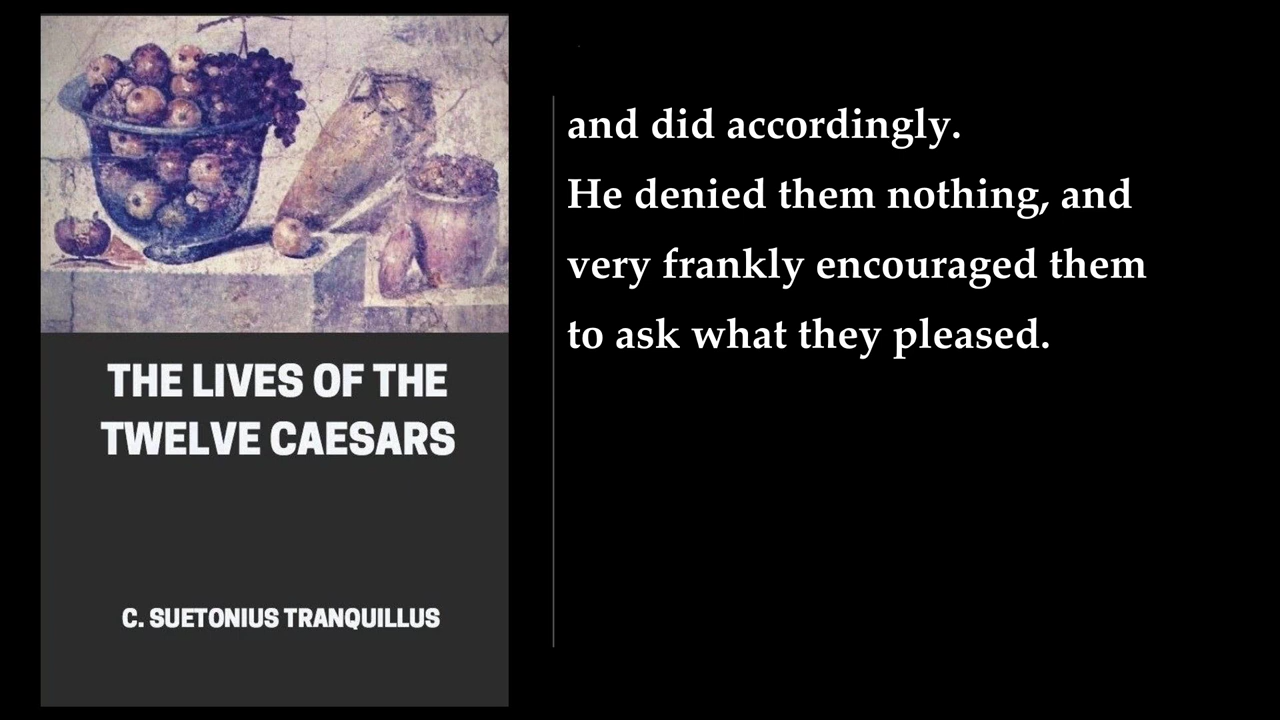 THE LIVES OF THE
TWELVE CAESARS
C. SUETONIUS TRANQUILLUS
and did accordingly.
He denied them nothing, and
very frankly encouraged them
to ask what they pleased.